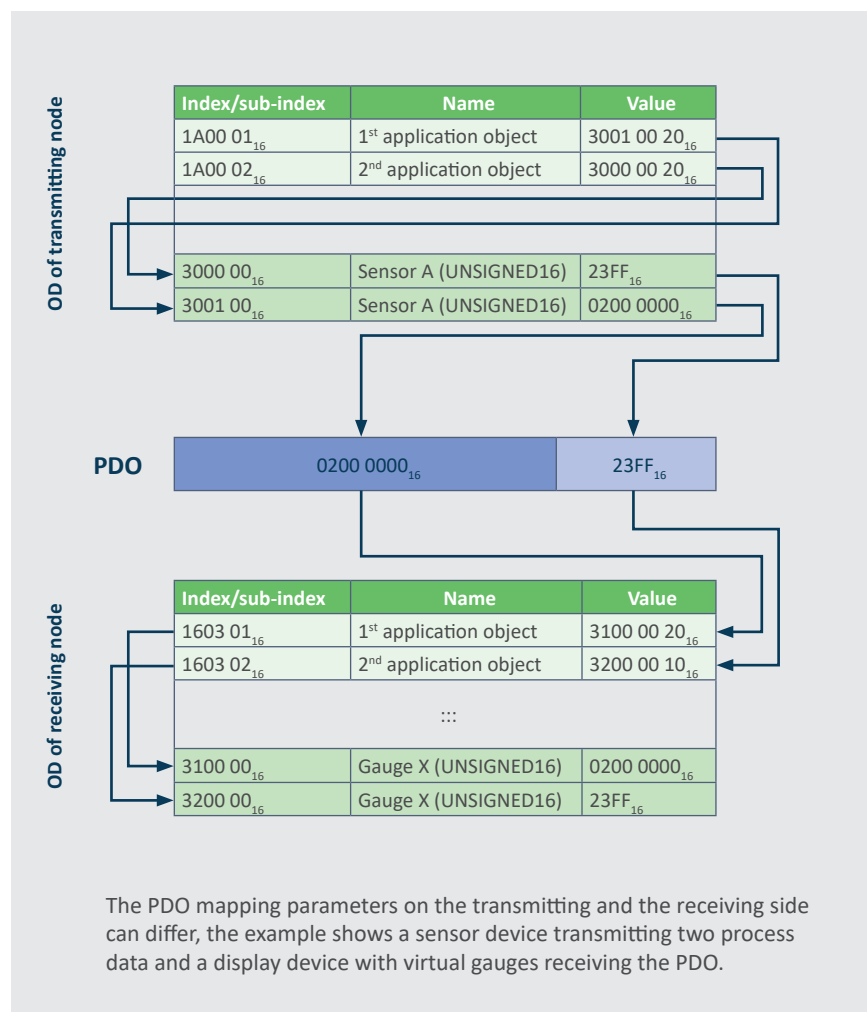 OD of transmitting node
Index/sub-index Name Value
1A00 01₁₆ 1ˢᵗ application object 3001 00 20₁₆
1A00 02₁₆ 2ⁿᵈ application object 3000 00 20₁₆
3000 00₁₆ Sensor A (UNSIGNED16) 23FF₁₆
3001 00₁₆ Sensor A (UNSIGNED16) 0200 0000₁₆
PDO 0200 0000₁₆ 23FF₁₆
OD of receiving node
Index/sub-index Name Value
1603 01₁₆ 1ˢᵗ application object 3100 00 20₁₆
1603 02₁₆ 2ⁿᵈ application object 3200 00 10₁₆
:::
3100 00₁₆ Gauge X (UNSIGNED16) 0200 0000₁₆
3200 00₁₆ Gauge X (UNSIGNED16) 23FF₁₆
The PDO mapping parameters on the transmitting and the receiving side
can differ, the example shows a sensor device transmitting two process
data and a display device with virtual gauges receiving the PDO.